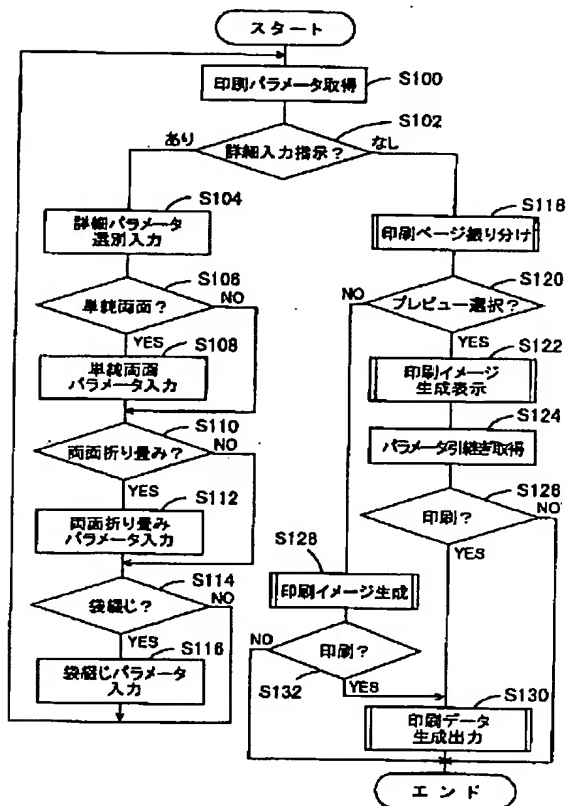 スタート
印刷パラメータ取得
S100
S102
詳細入力指示?
あり
なし
S104
詳細パラメータ
選別入力
S106
単純両面?
NO
YES
S108
単純両面
パラメータ入力
S110
両面折り畳み?
NO
YES
S112
両面折り畳み
パラメータ入力
S114
袋綴じ?
NO
YES
S116
袋綴じパラメータ
入力
S118
印刷ページ振り分け
S120
プレビュー選択?
NO
YES
S122
印刷イメージ
生成表示
S124
パラメータ引継ぎ取得
S126
印刷?
NO
YES
S128
印刷イメージ生成
印刷?
NO
YES
S132
S130
印刷データ
生成出力
エンド